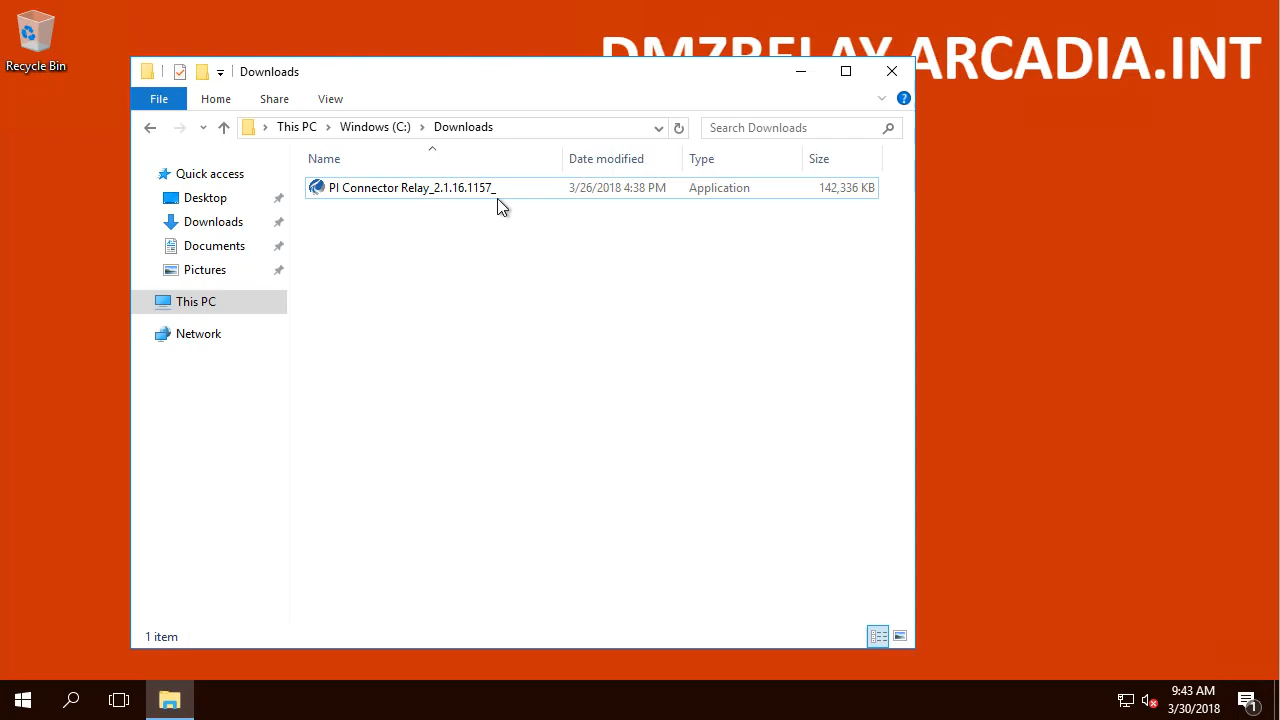 DMZRELAY.ARCADIA.INT
Recycle Bin
Downloads
File Home Share View
This PC Windows (C:) Downloads
Search Downloads
Name Date modified Type Size
PI Connector Relay_2.1.16.1157_ 3/26/2018 4:38 PM Application 142,336 KB
Quick access
Desktop
Downloads
Documents
Pictures
This PC
Network
1 item
9:43 AM
3/30/2018
1